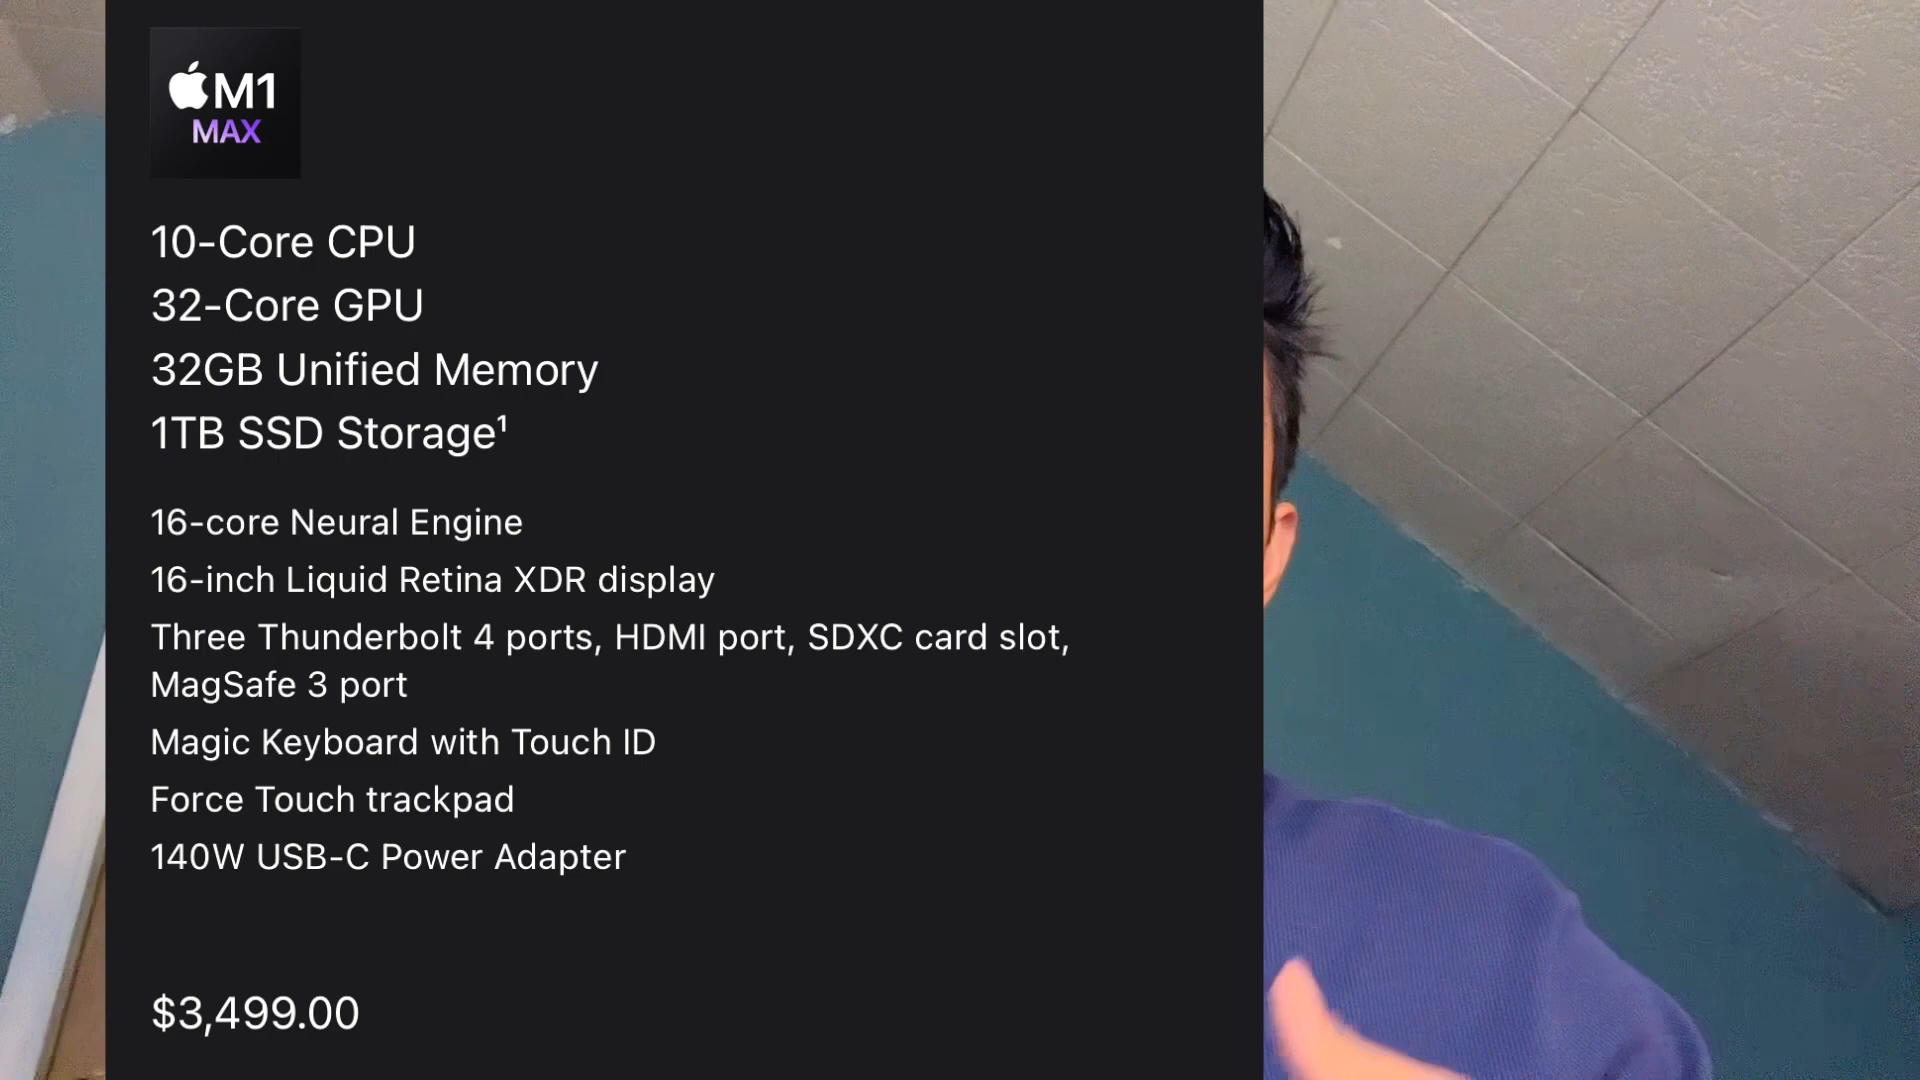 M1
MAX
10-Core CPU
32-Core GPU
32GB Unified Memory
1TB SSD Storage¹
16-core Neural Engine
16-inch Liquid Retina XDR display
Three Thunderbolt 4 ports, HDMI port, SDXC card slot,
MagSafe 3 port
Magic Keyboard with Touch ID
Force Touch trackpad
140W USB-C Power Adapter
$3,499.00